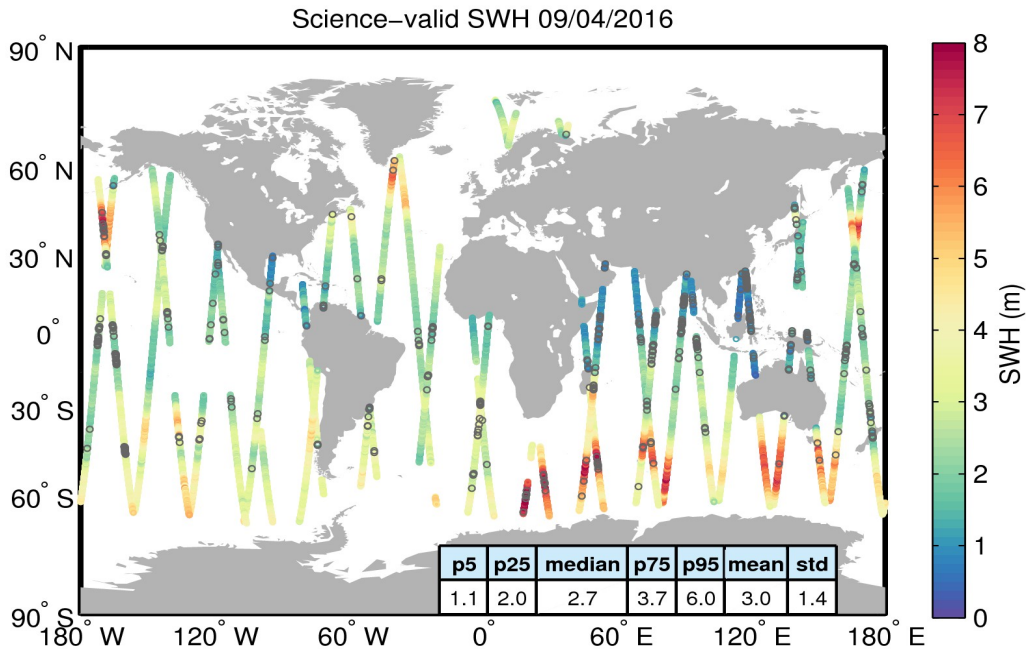 Science−valid SWH 09/04/2016
90° N
60° N
30° N
0°
30° S
60° S
90° S
180° W
120° W
60° W
0°
60° E
120° E
180° E
p5 p25 median p75 p95 mean std
1.1 2.0 2.7 3.7 6.0 3.0 1.4
8
7
6
5
4
3
2
1
0
SWH (m)